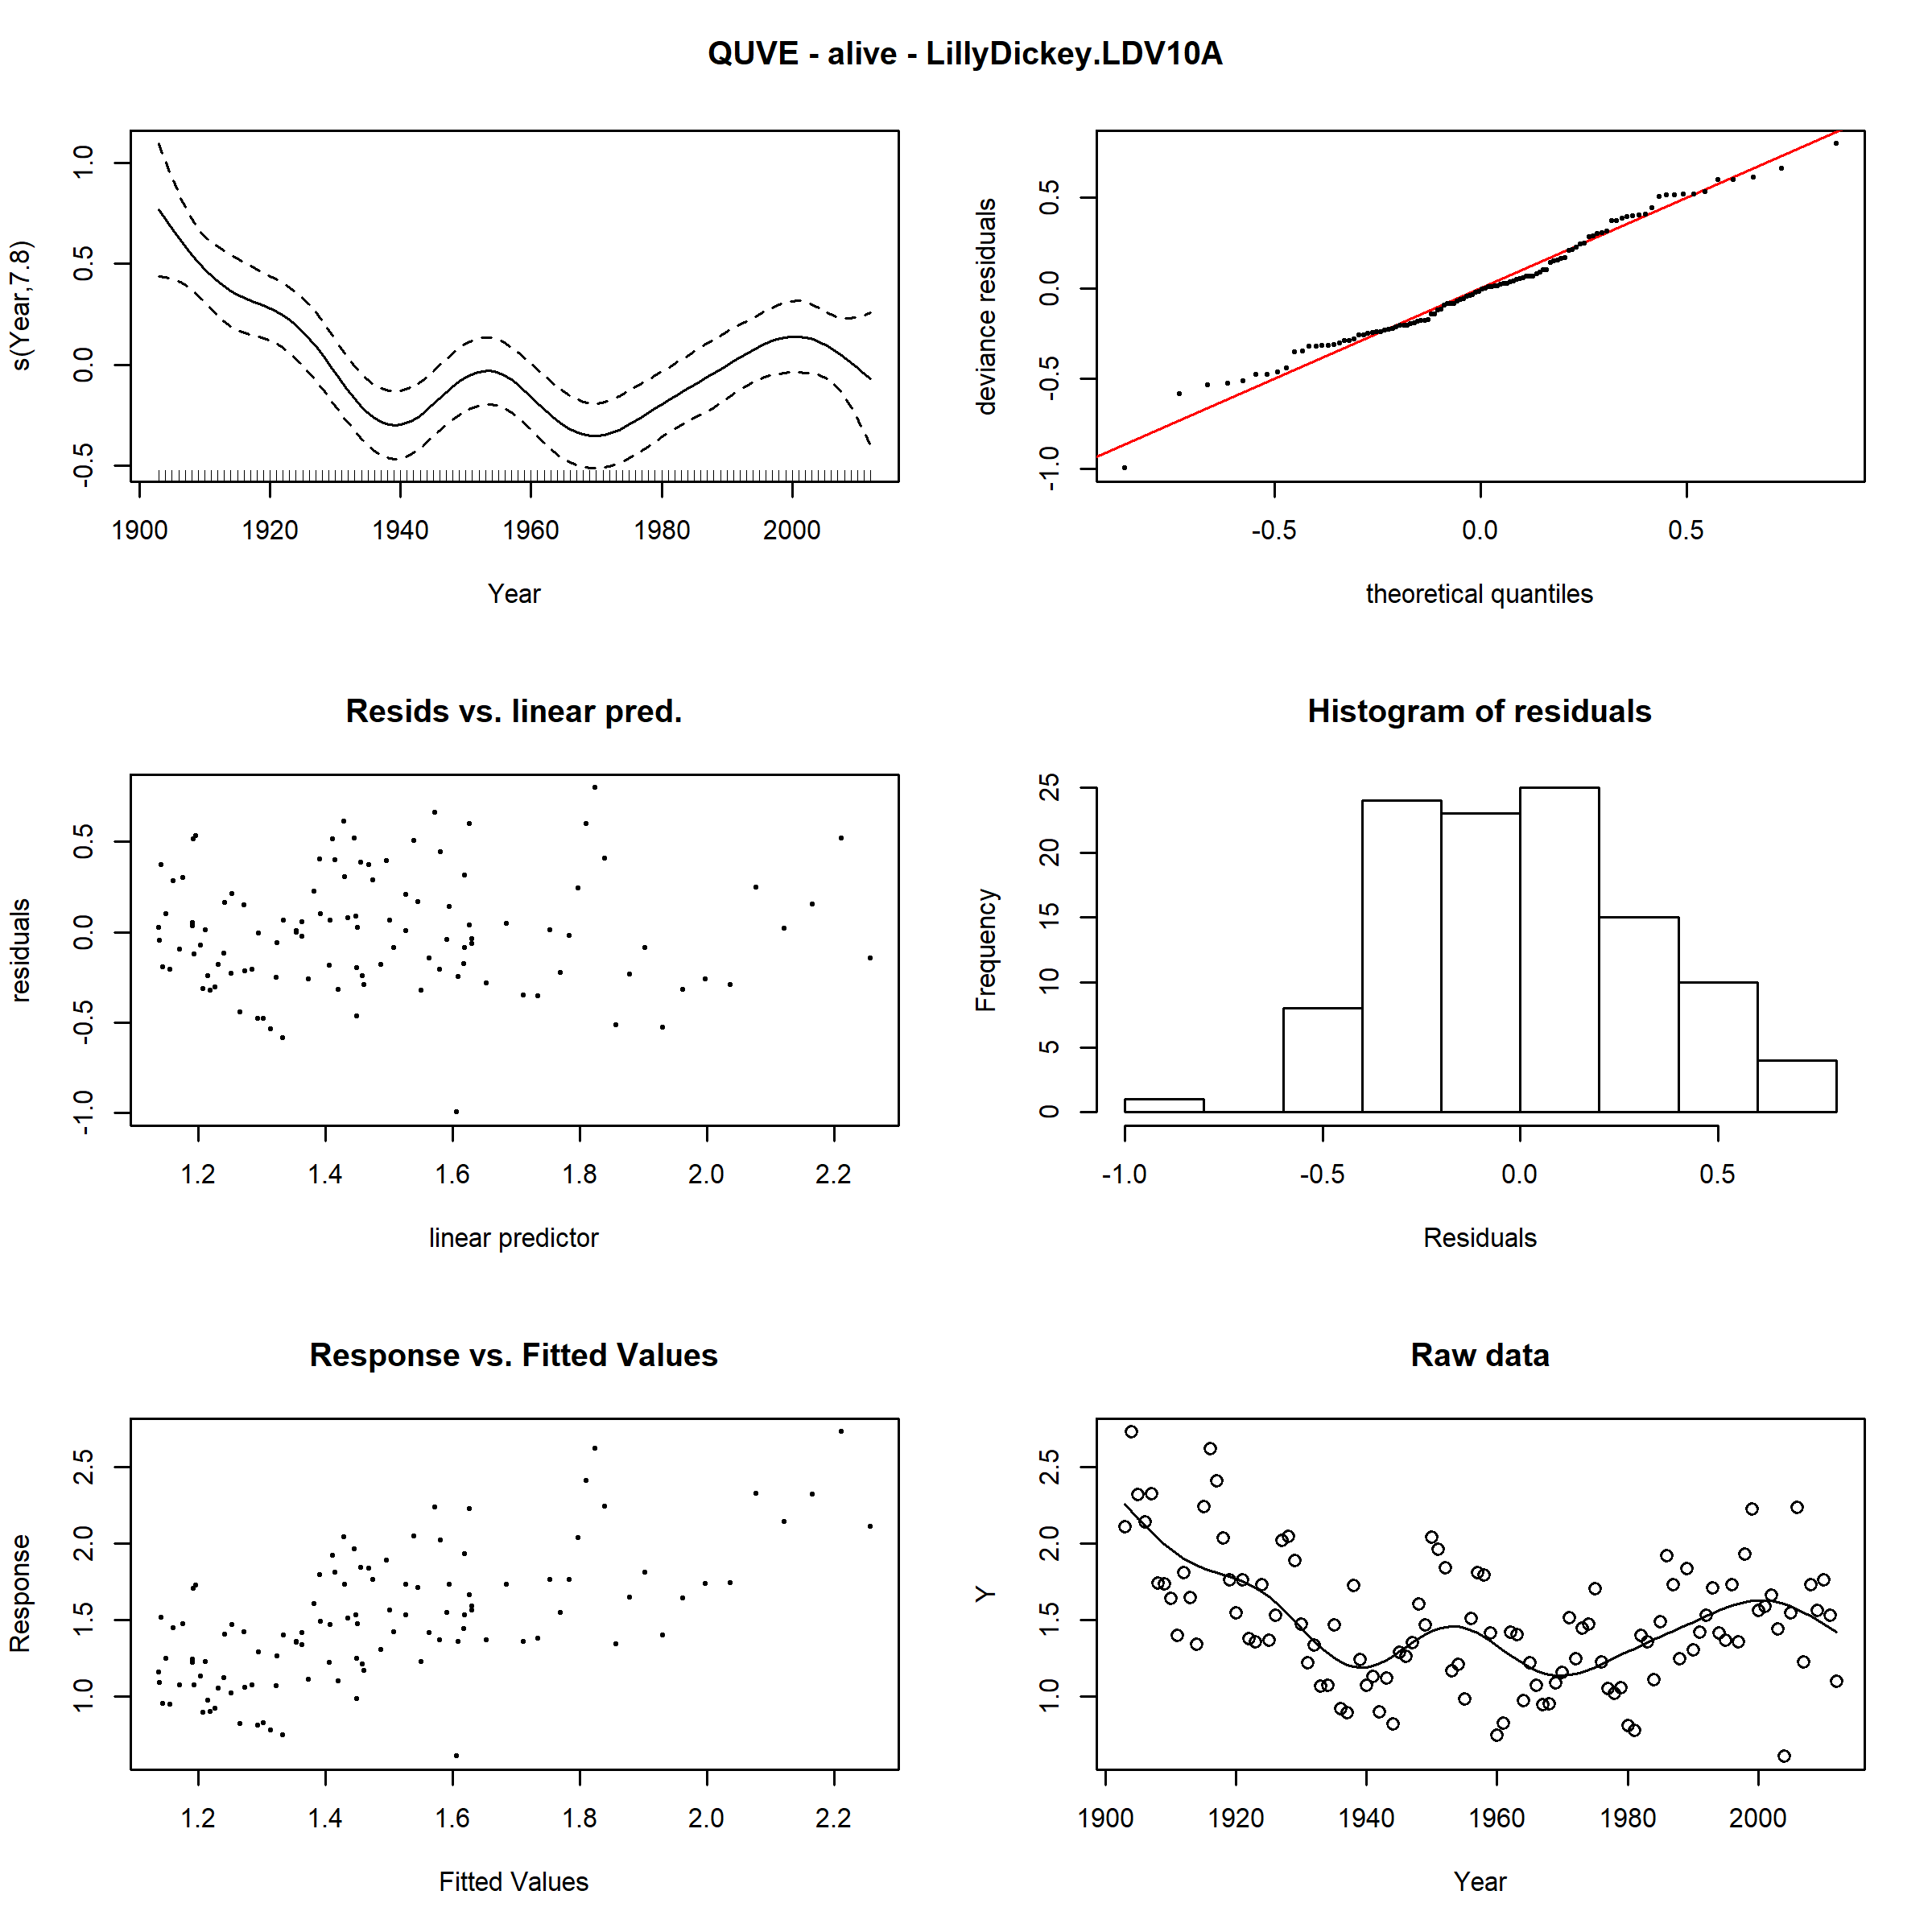 QUVE - alive - LillyDickey.LDV10A
s(Year,7.8)
1.0
0.5
0.0
-0.5
1900 1920 1940 1960 1980 2000
Year
deviance residuals
0.5
0.0
-0.5
-1.0
-0.5 0.0 0.5
theoretical quantiles
Resids vs. linear pred.
residuals
0.5
0.0
-0.5
-1.0
1.2 1.4 1.6 1.8 2.0 2.2
linear predictor
Histogram of residuals
Frequency
25
20
15
10
5
0
-1.0 -0.5 0.0 0.5
Residuals
Response vs. Fitted Values
Response
2.5
2.0
1.5
1.0
1.2 1.4 1.6 1.8 2.0 2.2
Fitted Values
Raw data
Y
2.5
2.0
1.5
1.0
1900 1920 1940 1960 1980 2000
Year